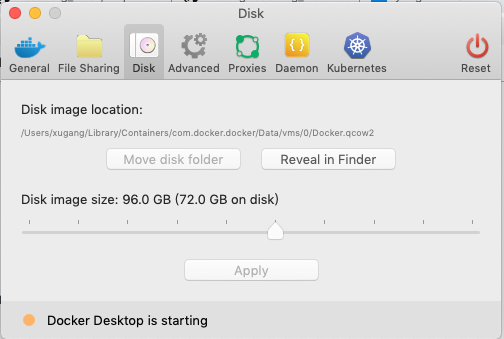 Disk
General
File Sharing
Disk
Advanced
Proxies
Daemon
Kubernetes
Reset
Disk image location:
/Users/xugang/Library/Containers/com.docker.docker/Data/vms/0/Docker.qcow2
Move disk folder
Reveal in Finder
Disk image size: 96.0 GB (72.0 GB on disk)
Apply
Docker Desktop is starting